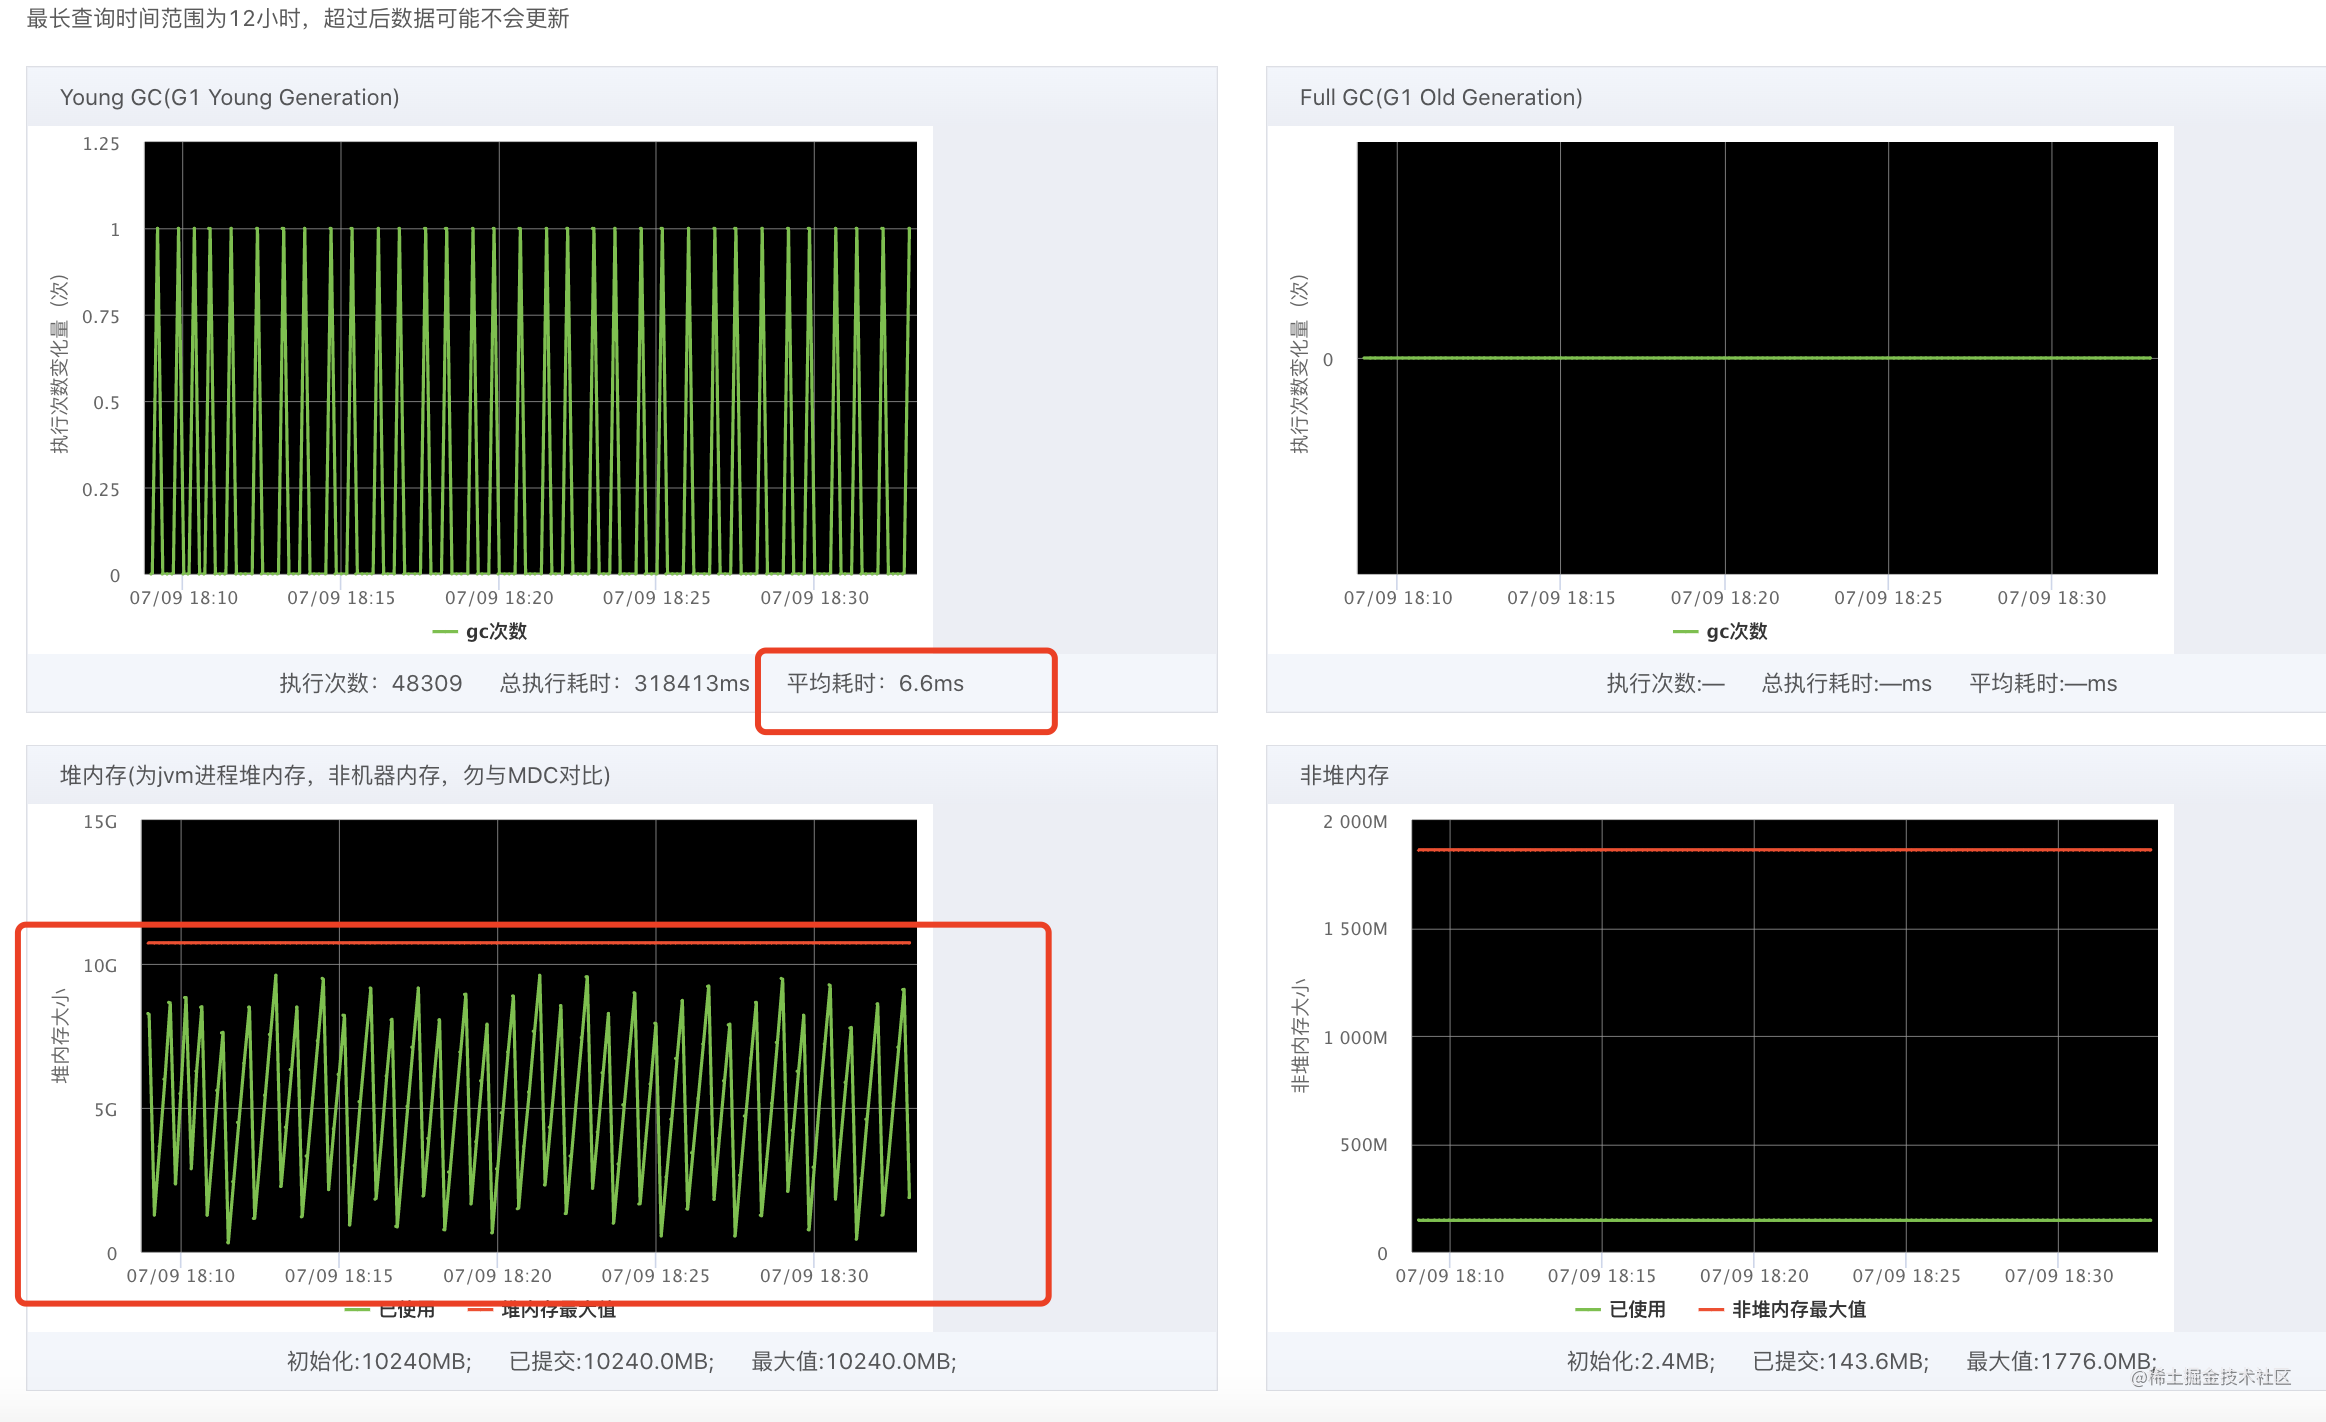 最长查询时间范围为12小时，超过后数据可能不会更新
Young GC(G1 Young Generation)
1.25
1
0.75
0.5
0.25
0
执行次数变化量（次）
07/09 18:10
07/09 18:15
07/09 18:20
07/09 18:25
07/09 18:30
gc次数
执行次数：48309 总执行耗时：318413ms 平均耗时：6.6ms
Full GC(G1 Old Generation)
执行次数变化量（次）
0
07/09 18:10
07/09 18:15
07/09 18:20
07/09 18:25
07/09 18:30
gc次数
执行次数:— 总执行耗时:—ms 平均耗时:—ms
堆内存(为jvm进程堆内存，非机器内存，勿与MDC对比)
15G
10G
5G
0
堆内存大小
07/09 18:10
07/09 18:15
07/09 18:20
07/09 18:25
07/09 18:30
已使用 堆内存最大值
初始化:10240MB; 已提交:10240.0MB; 最大值:10240.0MB;
非堆内存
2 000M
1 500M
1 000M
500M
0
非堆内存大小
07/09 18:10
07/09 18:15
07/09 18:20
07/09 18:25
07/09 18:30
已使用 非堆内存最大值
初始化:2.4MB; 已提交:143.6MB; 最大值:1776.0MB;
@稀土掘金技术社区